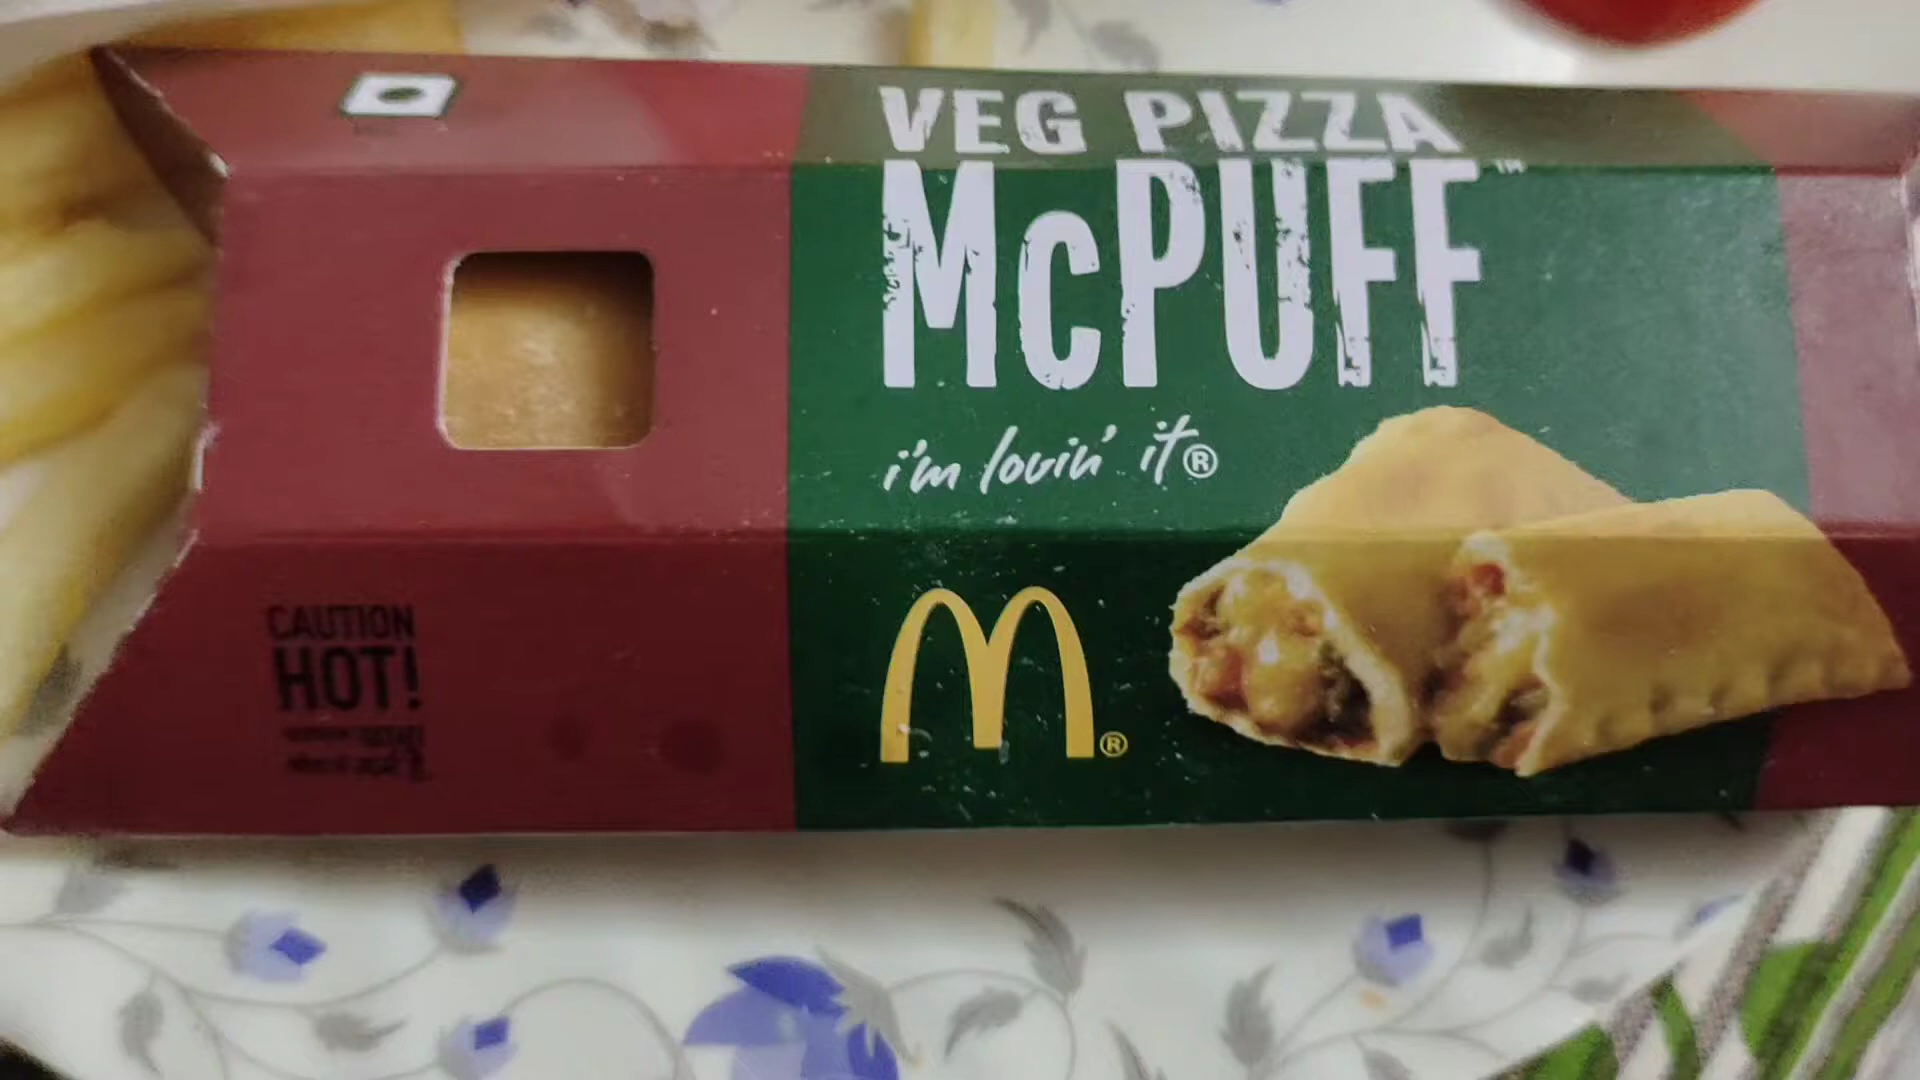 VEG PIZZA
McPUFF™
i'm lovin' it®
CAUTION
HOT!